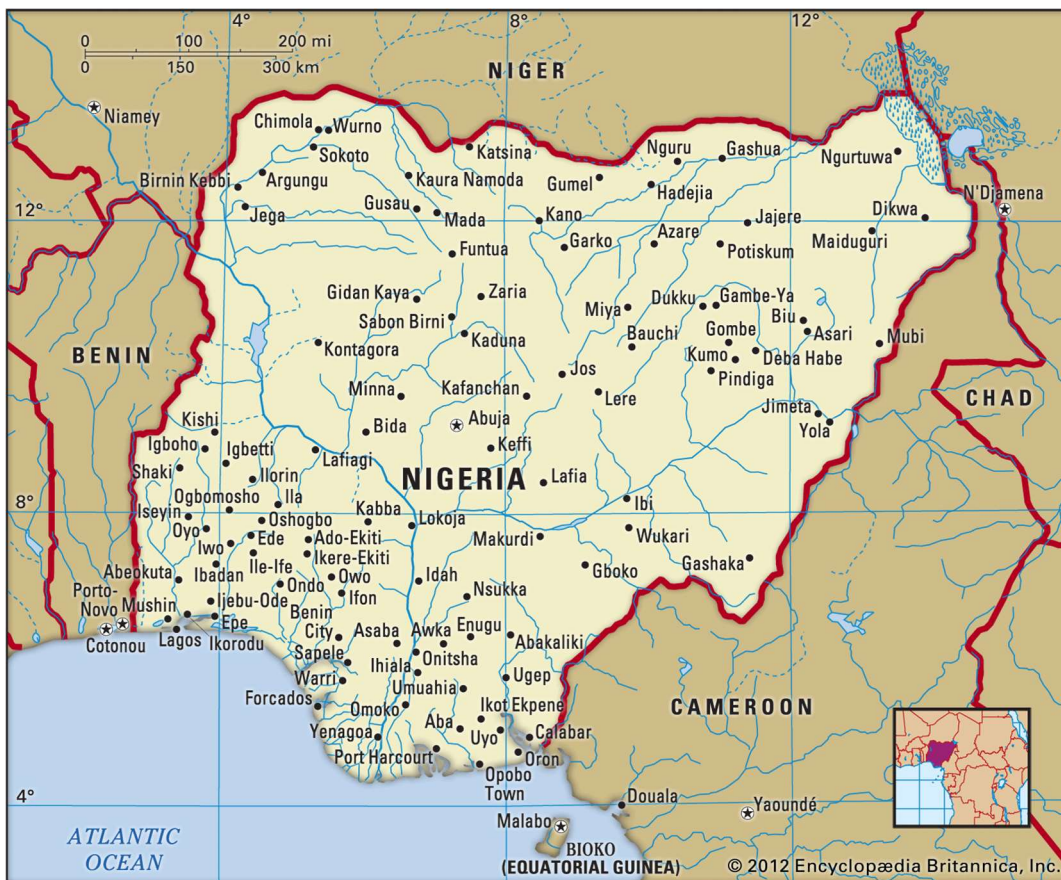 4°
8°
12°
0 100 200 mi
0 150 300 km
NIGER
Niamey
Chimola
Wurno
Sokoto
Katsina
Nguru
Gashua
Ngurtuwa
Birnin Kebbi
Argungu
Kaura Namoda
Gumel
Hadejia
N'Djamena
12°
Jega
Gusau
Mada
Kano
Jajere
Dikwa
Funtua
Garko
Azare
Potiskum
Maiduguri
Gidan Kaya
Zaria
Miya
Dukku
Gambe-Ya
Biu
Sabon Birni
Kaduna
Bauchi
Gombe
Asari
Mubi
BENIN
Kontagora
Kumo
Deba Habe
Jos
Pindiga
Minna
Kafanchan
Lere
CHAD
Kishi
Bida
Abuja
Jimeta
Yola
Igboho
Igbetti
Lafiagi
Keffi
Shaki
Ilorin
NIGERIA
Lafia
Ogbomosho
Ila
Ibi
8°
Iseyin
Oshogbo
Kabba
Lokoja
Oyo
Ede
Ado-Ekiti
Makurdi
Wukari
Iwo
Ikere-Ekiti
Ile-Ife
Gashaka
Abeokuta
Ibadan
Owo
Idah
Gboko
Porto-
Novo
Mushin
Ijebu-Ode
Ondo
Ifon
Nsukka
Cotonou
Lagos
Epe
Ikorodu
Benin
City
Asaba
Awka
Enugu
Abakaliki
Sapele
Ihiala
Onitsha
Warri
Umuahia
Ugep
Forcados
Omoko
Ikot Ekpene
CAMEROON
Yenagoa
Aba
Uyo
Calabar
Port Harcourt
Oron
Opobo
Town
Douala
4°
Malabo
Yaoundé
ATLANTIC
OCEAN
BIOKO
(EQUATORIAL GUINEA)
© 2012 Encyclopædia Britannica, Inc.